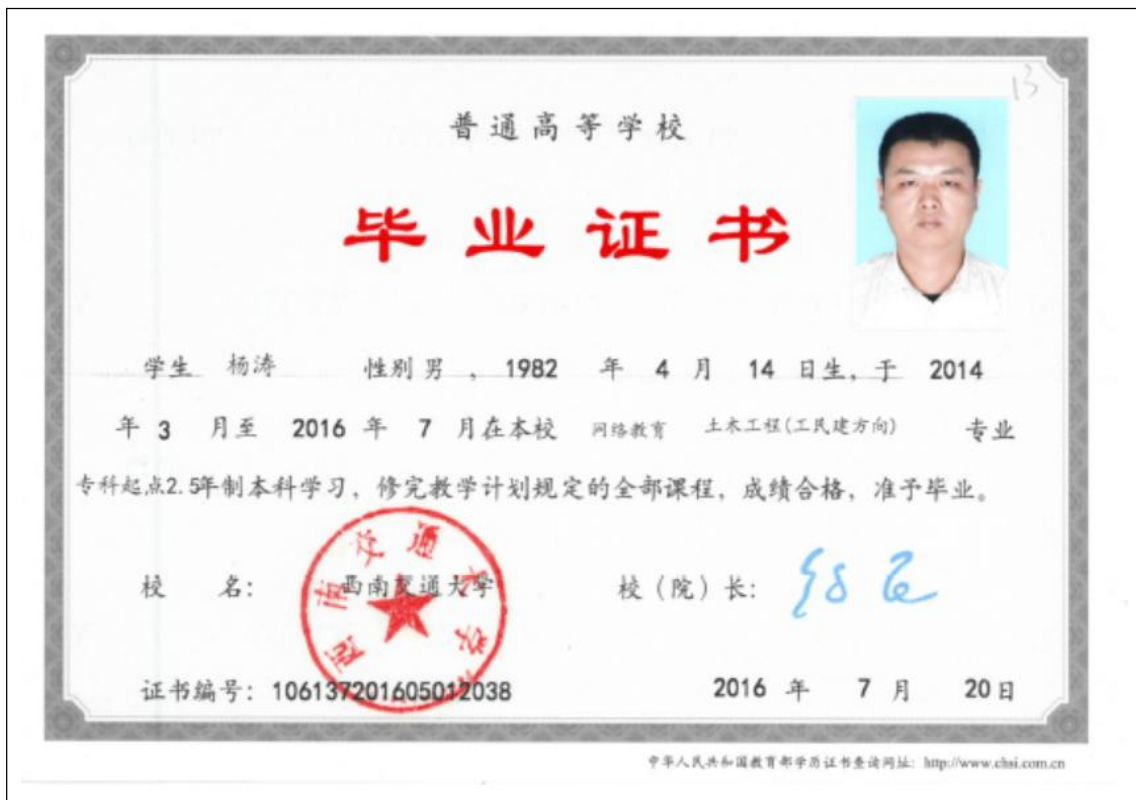 13
普通高等学校
毕业证书
学生 杨涛 性别 男 , 1982 年 4 月 14 日生, 于 2014
年 3 月至 2016 年 7 月在本校 网络教育 土木工程(工民建方向) 专业
专科起点2.5年制本科学习, 修完教学计划规定的全部课程, 成绩合格, 准予毕业。
西南交通大学
校 名: 西南交通大学 校(院)长:
证书编号: 106137201605012038 2016 年 7 月 20日
中华人民共和国教育部学历证书查询网址: http://www.chsi.com.cn